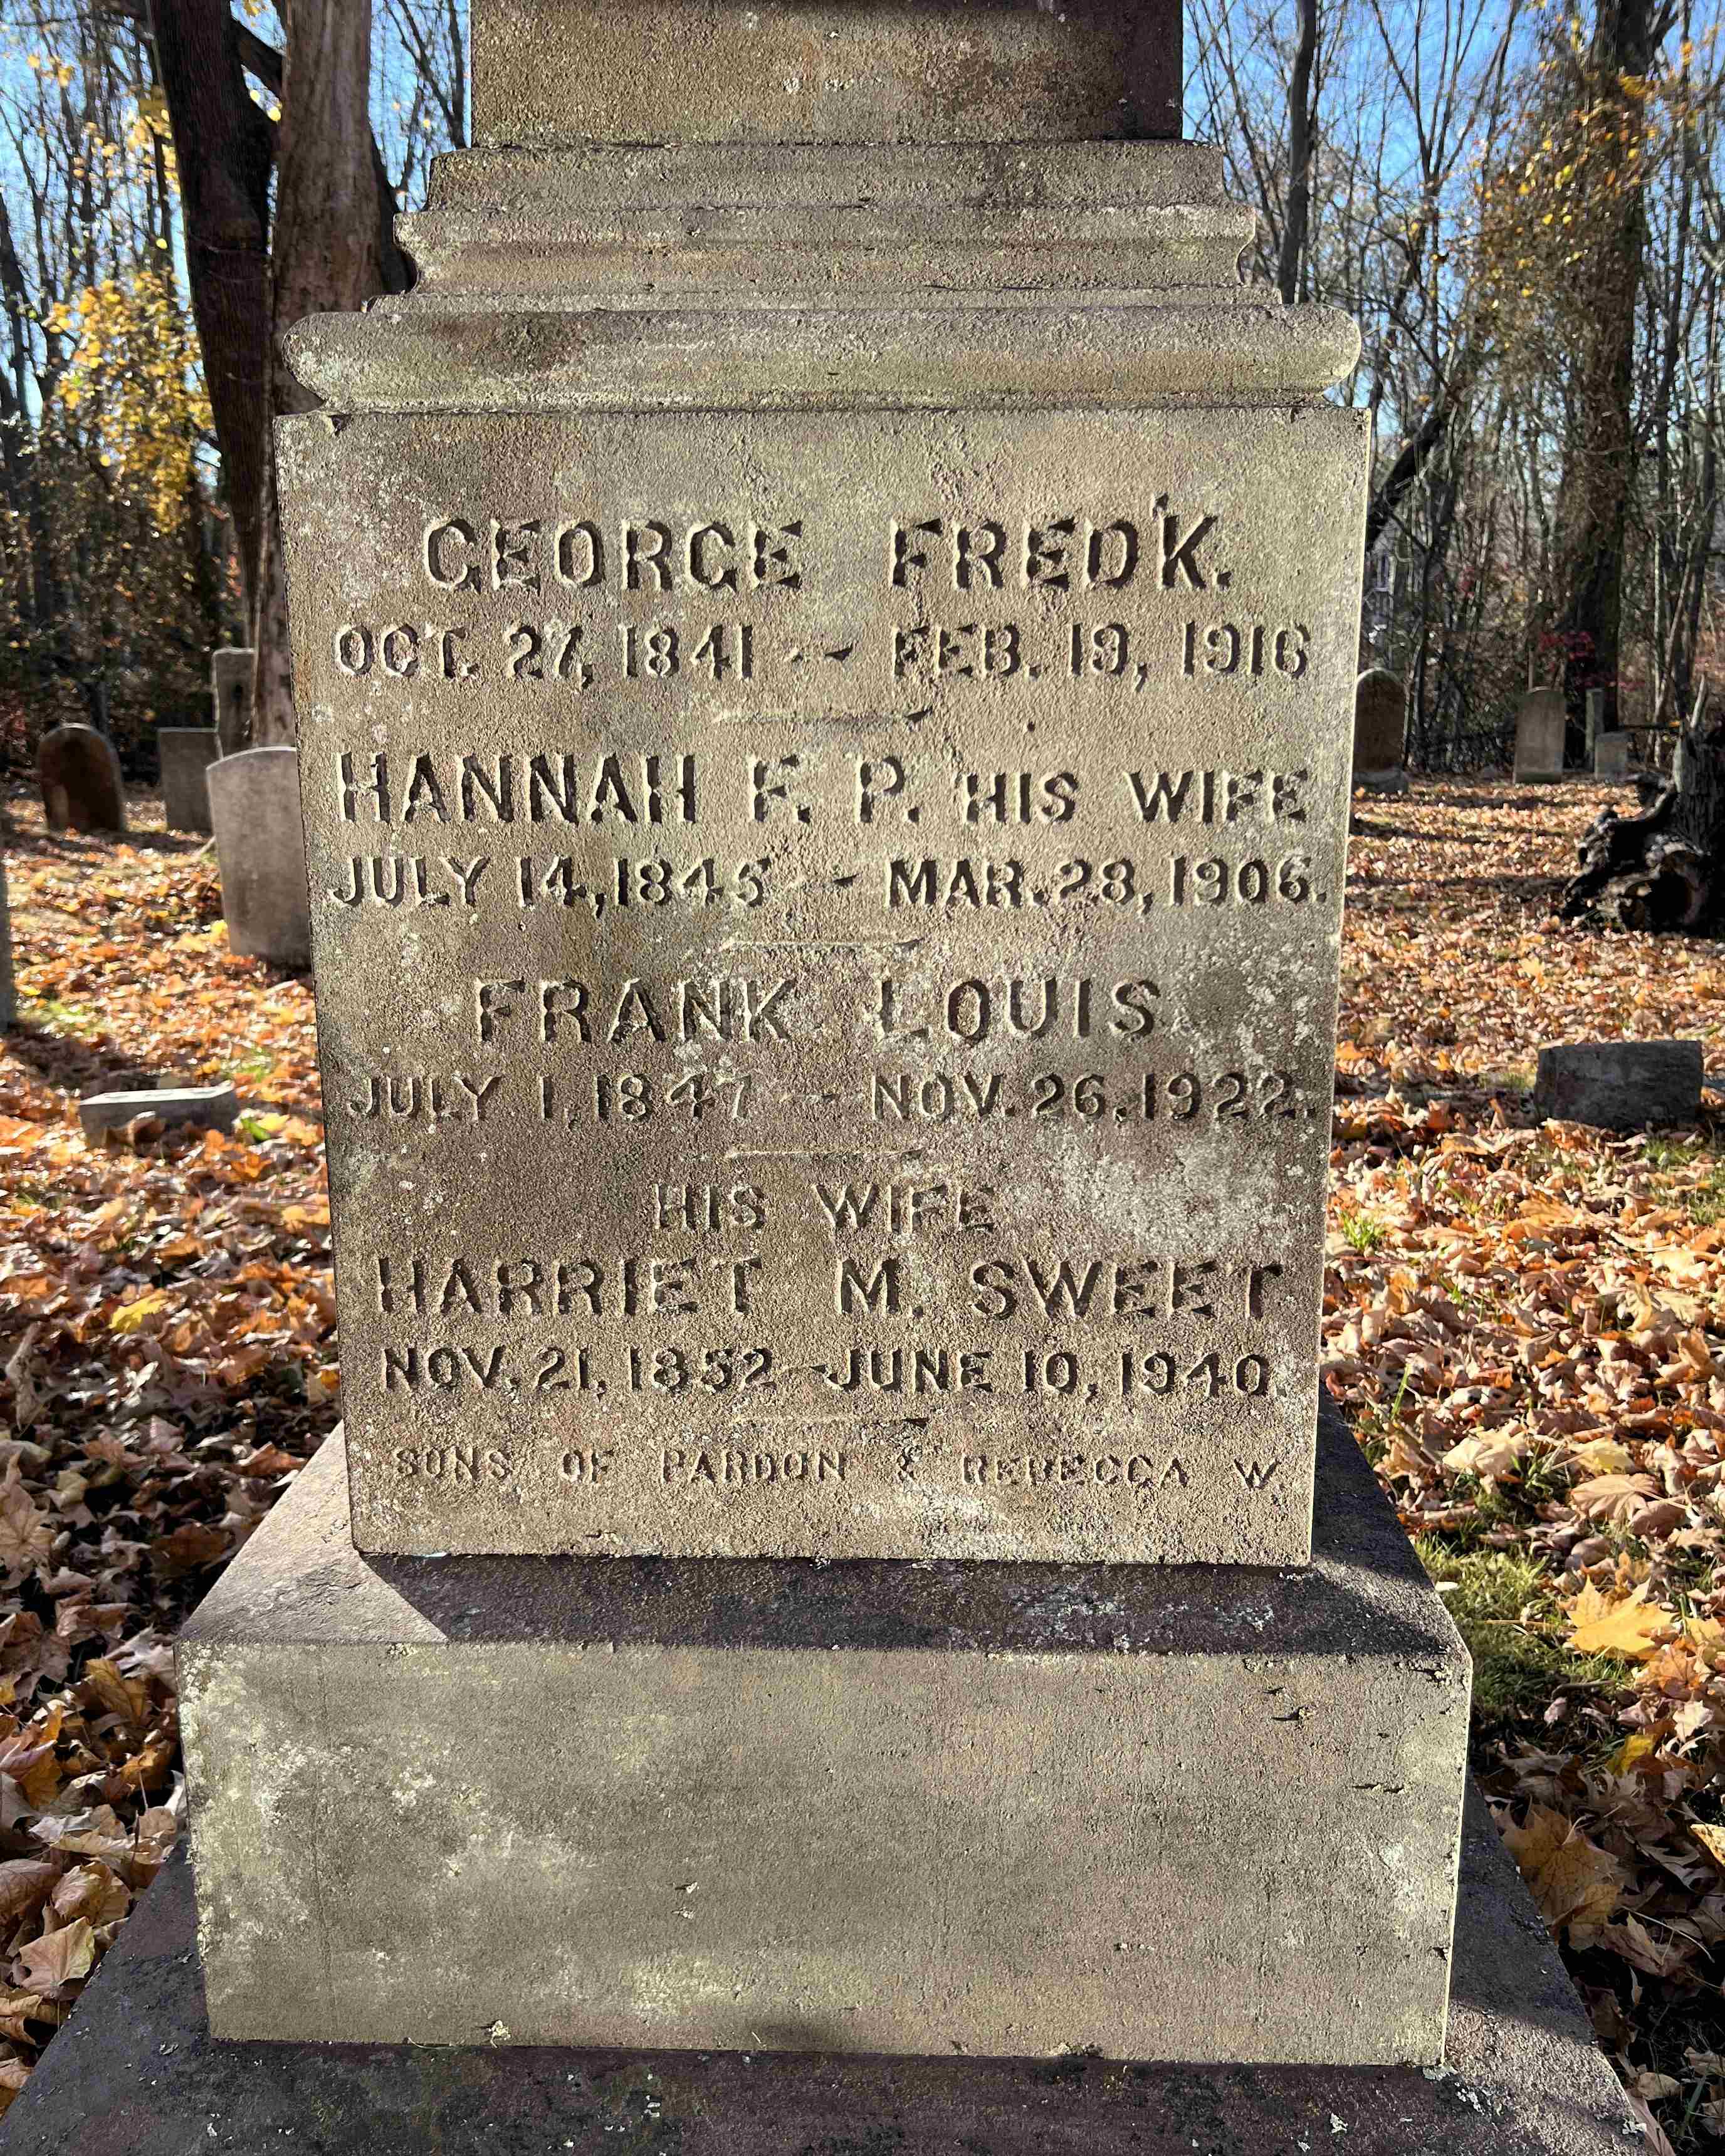 GEORGE FRED'K.
OCT. 27, 1841 -- FEB. 19, 1916
HANNAH F. P. HIS WIFE
JULY 14, 1845 -- MAR. 28, 1906.
FRANK LOUIS
JULY 1, 1847 -- NOV. 26, 1922.
HIS WIFE
HARRIET M. SWEET
NOV. 21, 1852 - JUNE 10, 1940.
SONS OF PARDON & REBECCA W.